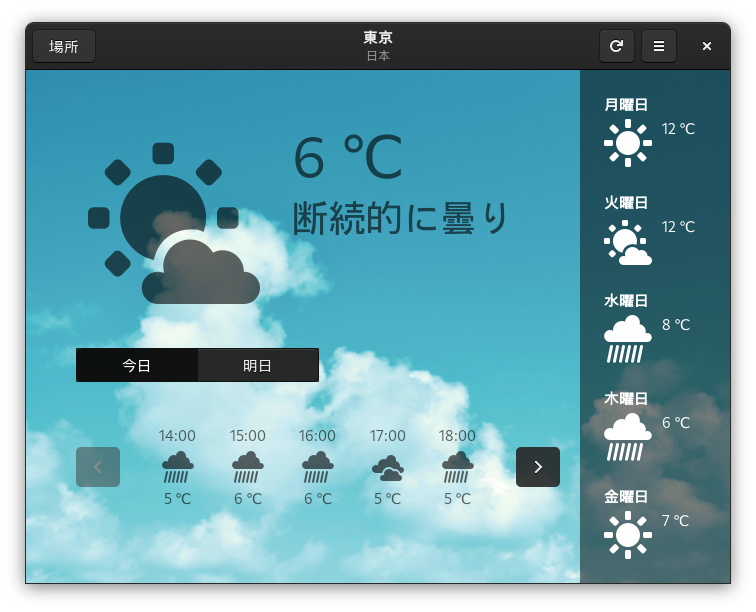 場所
東京
日本
6 ℃
断続的に曇り
今日 明日
14:00 15:00 16:00 17:00 18:00
5 ℃ 6 ℃ 6 ℃ 5 ℃ 5 ℃
月曜日
12 ℃
火曜日
12 ℃
水曜日
8 ℃
木曜日
6 ℃
金曜日
7 ℃